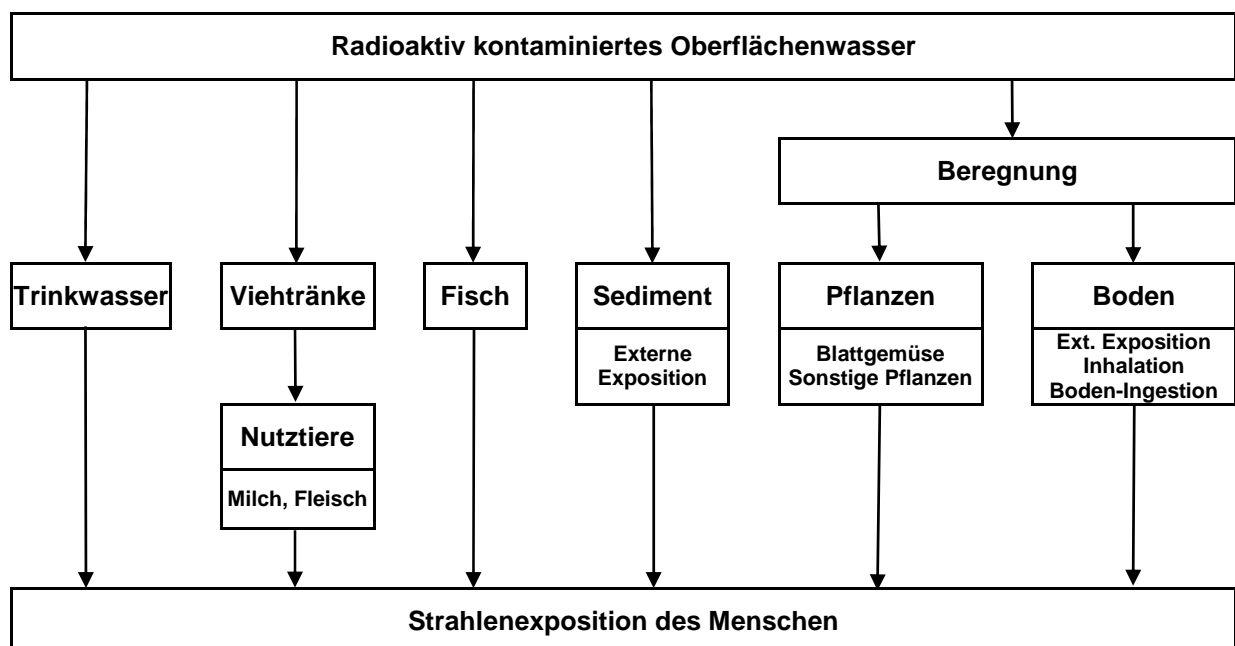 Radioaktiv kontaminiertes Oberflächenwasser
Beregnung
Trinkwasser
Viehtränke
Fisch
Sediment
Pflanzen
Boden
Externe
Exposition
Blattgemüse
Sonstige Pflanzen
Ext. Exposition
Inhalation
Boden-Ingestion
Nutztiere
Milch, Fleisch
Strahlenexposition des Menschen